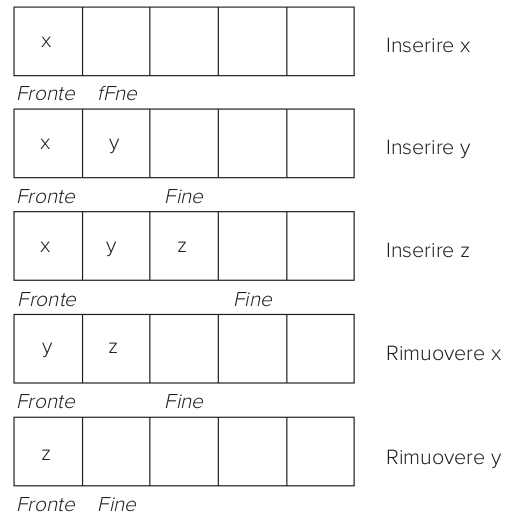 x Inserire x
Fronte fFne
x y Inserire y
Fronte Fine
x y z Inserire z
Fronte Fine
y z Rimuovere x
Fronte Fine
z Rimuovere y
Fronte Fine